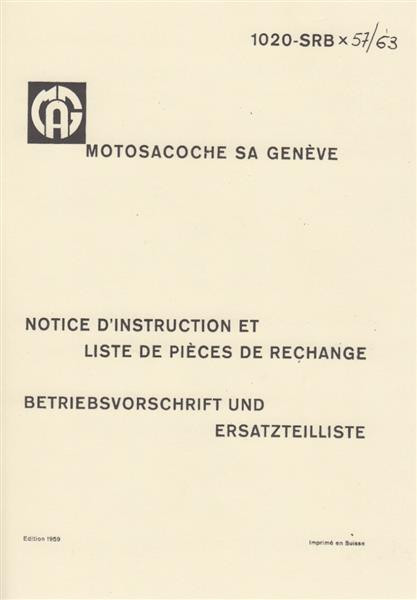 1020-SRB x 57/63
MAG
MOTOSACOCHE SA GENÈVE
NOTICE D'INSTRUCTION ET
LISTE DE PIÈCES DE RECHANGE
BETRIEBSVORSCHRIFT UND
ERSATZTEILLISTE
Edition 1959
Imprimé en Suisse